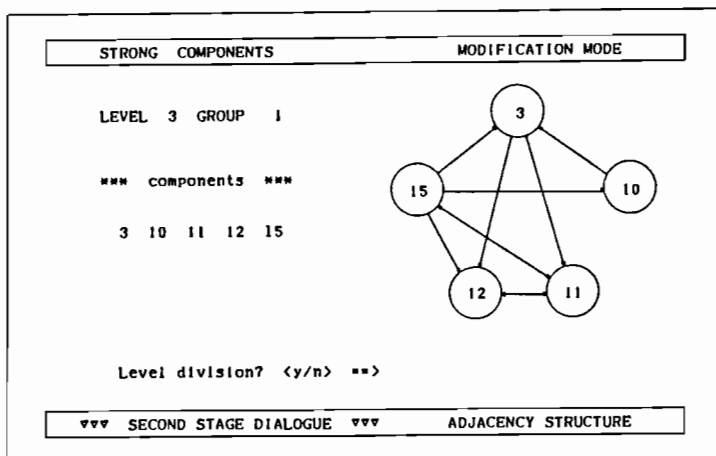 STRONG COMPONENTS MODIFICATION MODE
LEVEL 3 GROUP 1
*** components ***
3 10 11 12 15
3
15
10
12
11
Level division? <y/n> ==>
▽▽▽ SECOND STAGE DIALOGUE ▽▽▽ ADJACENCY STRUCTURE